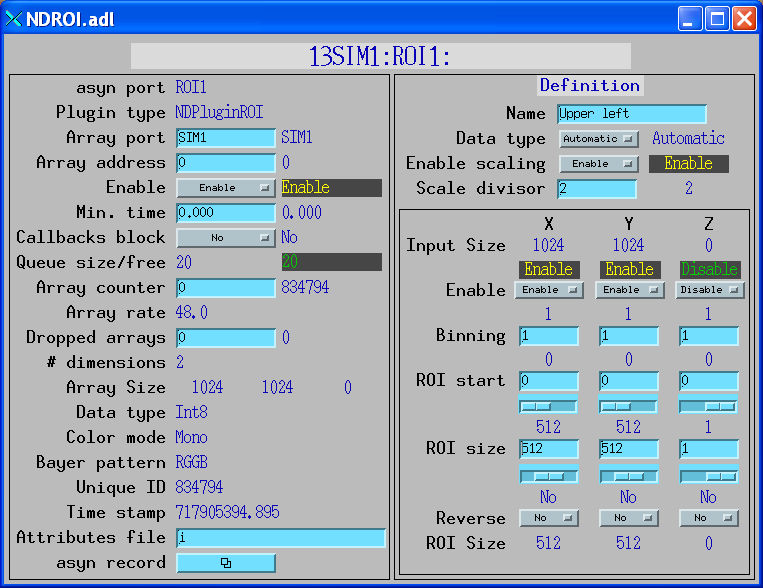 NDROI.adl
13SIM1:ROI1:
asyn port ROI1
Plugin type NDPluginROI
Array port SIM1 SIM1
Array address 0 0
Enable Enable Enable
Min. time 0.000 0.000
Callbacks block No No
Queue size/free 20 20
Array counter 0 834794
Array rate 48.0
Dropped arrays 0 0
# dimensions 2
Array Size 1024 1024 0
Data type Int8
Color mode Mono
Bayer pattern RGGB
Unique ID 834794
Time stamp 717905394.895
Attributes file i
asyn record
Definition
Name Upper left
Data type Automatic Automatic
Enable scaling Enable Enable
Scale divisor 2 2
X Y Z
Input Size 1024 1024 0
Enable Enable Disable
Enable Enable Enable Disable
1 1 1
Binning 1 1 1
0 0 0
ROI start 0 0 0
512 512 1
ROI size 512 512 1
No No No
Reverse No No No
ROI Size 512 512 0